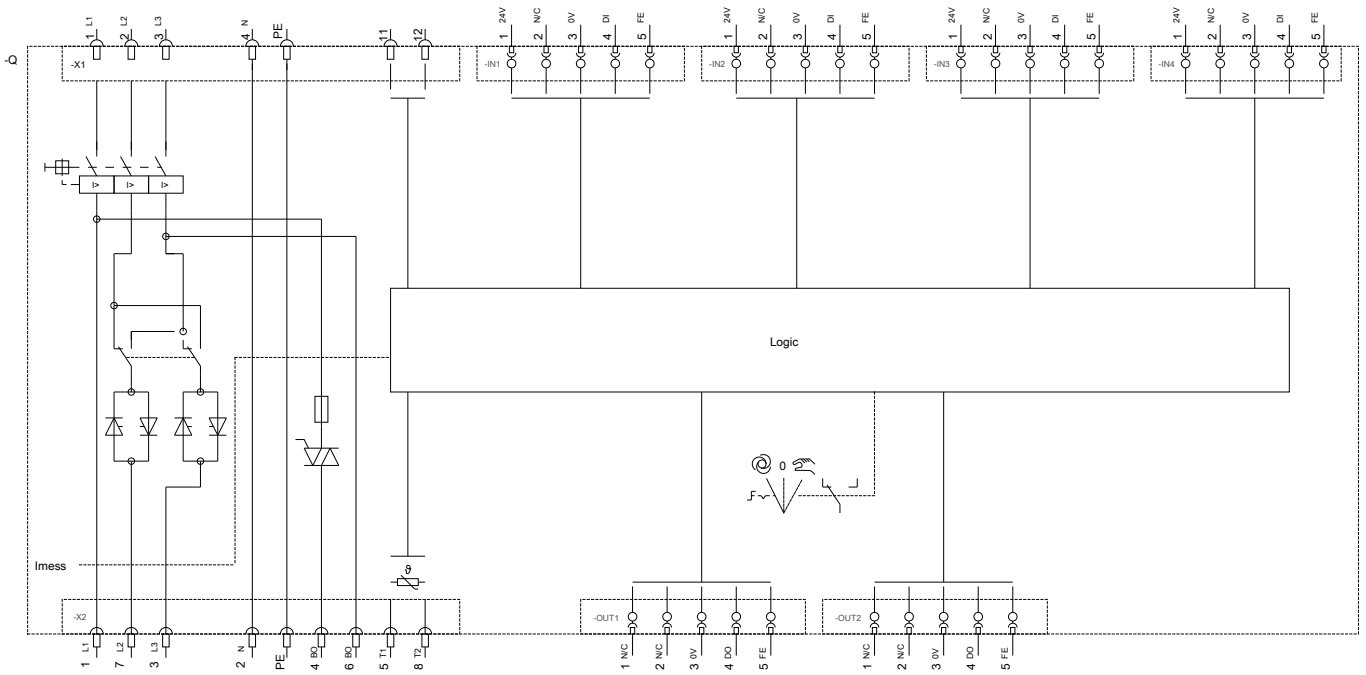 L1 L2 L3 N
1 2 3 4 PE 11 12
24V N/C 0V DI FE
1 2 3 4 5
24V N/C 0V DI FE
1 2 3 4 5
24V N/C 0V DI FE
1 2 3 4 5
24V N/C 0V DI FE
1 2 3 4 5
-Q
-X1
-IN1
-IN2
-IN3
-IN4
I> I> I>
Logic
0
Imess
ϑ
-X2
-OUT1
-OUT2
1 L1
7 L2
3 L3
2 N
PE
4 BO
6 BO
5 T1
8 T2
1 N/C
2 N/C
3 0V
4 DO
5 FE
1 N/C
2 N/C
3 0V
4 DO
5 FE